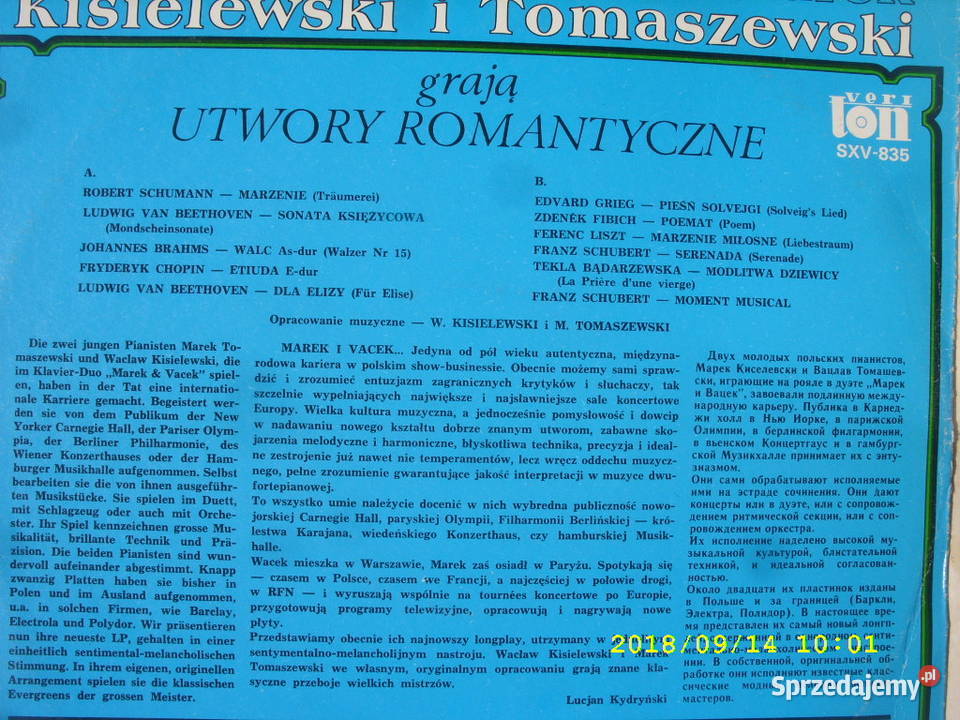 Kisielewski i Tomaszewski
grają
UTWORY ROMANTYCZNE
veri
ton
SXV-835
A.
ROBERT SCHUMANN — MARZENIE (Träumerei)
LUDWIG VAN BEETHOVEN — SONATA KSIĘŻYCOWA
(Mondscheinsonate)
JOHANNES BRAHMS — WALC As-dur (Walzer Nr 15)
FRYDERYK CHOPIN — ETIUDA E-dur
LUDWIG VAN BEETHOVEN — DLA ELIZY (Für Elise)
B.
EDVARD GRIEG — PIEŚŃ SOLVEJGI (Solveig's Lied)
ZDENĚK FIBICH — POEMAT (Poem)
FERENC LISZT — MARZENIE MIŁOSNE (Liebestraum)
FRANZ SCHUBERT — SERENADA (Serenade)
TEKLA BĄDARZEWSKA — MODLITWA DZIEWICY
(La Prière d'une vierge)
FRANZ SCHUBERT — MOMENT MUSICAL
Opracowanie muzyczne — W. KISIELEWSKI i M. TOMASZEWSKI
Die zwei jungen Pianisten Marek To-
maszewski und Wacław Kisielewski, die
im Klavier-Duo „Marek & Vacek" spiel-
en, haben in der Tat eine internatio-
nale Karriere gemacht. Begeistert wer-
den sie von dem Publikum der New
Yorker Carnegie Hall, der Pariser Olym-
pia, der Berliner Philharmonie, des
Wiener Konzerthauses oder der Ham-
burger Musikhalle aufgenommen. Selbst
bearbeiten sie die von ihnen ausgeführ-
ten Musikstücke. Sie spielen im Duett,
mit Schlagzeug oder auch mit Orche-
ster. Ihr Spiel kennzeichnen grosse Mu-
sikalität, brillante Technik und Prä-
zision. Die beiden Pianisten sind wun-
dervoll aufeinander abgestimmt. Knapp
zwanzig Platten haben sie bisher in
Polen und im Ausland aufgenommen,
u.a. in solchen Firmen, wie Barclay,
Electrola und Polydor. Wir präsentieren
nun ihre neueste LP, gehalten in einer
einheitlich sentimental-melancholischen
Stimmung. In ihrem eigenen, originellen
Arrangement spielen sie die klassischen
Evergreens der grossen Meister.
MAREK I VACEK... Jedyna od pół wieku autentyczna, międzyna-
rodowa kariera w polskim show-businessie. Obecnie możemy sami spraw-
dzić i zrozumieć entuzjazm zagranicznych krytyków i słuchaczy, tak
szczelnie wypełniających największe i najsławniejsze sale koncertowe
Europy. Wielka kultura muzyczna, a jednocześnie pomysłowość i dowcip
w nadawaniu nowego kształtu dobrze znanym utworom, zabawne sko-
jarzenia melodyczne i harmoniczne, błyskotliwa technika, precyzja i ideal-
ne zestrojenie już nawet nie temperamentów, lecz wręcz oddechu muzycz-
nego, pełne zrozumienie gwarantujące jakość interpretacji w muzyce dwu-
fortepianowej.
To wszystko umie należycie docenić w nich wybredna publiczność nowo-
jorskiej Carnegie Hall, paryskiej Olympii, Filharmonii Berlińskiej — kró-
lestwa Karajana, wiedeńskiego Konzerthaus, czy hamburskiej Musik-
halle.
Wacek mieszka w Warszawie, Marek zaś osiadł w Paryżu. Spotykają się
— czasem w Polsce, czasem we Francji, a najczęściej w połowie drogi,
w RFN — i wyruszają wspólnie na tournées koncertowe po Europie,
przygotowują programy telewizyjne, opracowują i nagrywają nowe
płyty.
Przedstawiamy obecnie ich najnowszy longplay, utrzymany w
sentymentalno-melancholijnym nastroju. Wacław Kisielewski i Marek
Tomaszewski we własnym, oryginalnym opracowaniu grają znane kla-
syczne przeboje wielkich mistrzów.
Lucjan Kydryński
Двух молодых польских пианистов,
Марек Киселевски и Вацлав Томашев-
ски, играющие на рояле в дуэте „Марек
и Вацек", завоевали подлинную между-
народную карьеру. Публика в Карнед-
жи холл в Нью Йорке, в парижской
Олимпии, в берлинской филгармонии,
в вьенском Концертгаус и в гамбург-
ской Музикхалле принимает их с энту-
зиазмом.
Они сами обрабатывают исполняемые
ими на эстраде сочинения. Они дают
концерты или в дуэте, или с сопровож-
дением ритмической секции, или с соп-
ровождением оркестра.
Их исполнение наделено высокой му-
зыкальной культурой, блистательной
техникой, и идеальной согласован-
ностью.
Около двадцати их пластинок изданы
в Польше и за границей (Баркли,
Электра, Полидор). В настоящее вре-
мя представлен их самый новый лонгп-
в
нии. В собственной, оригинальной об-
работке они исполняют известные клас-
сические
мастеров.
2018/09/14 10:01
Sprzedajemy.pl